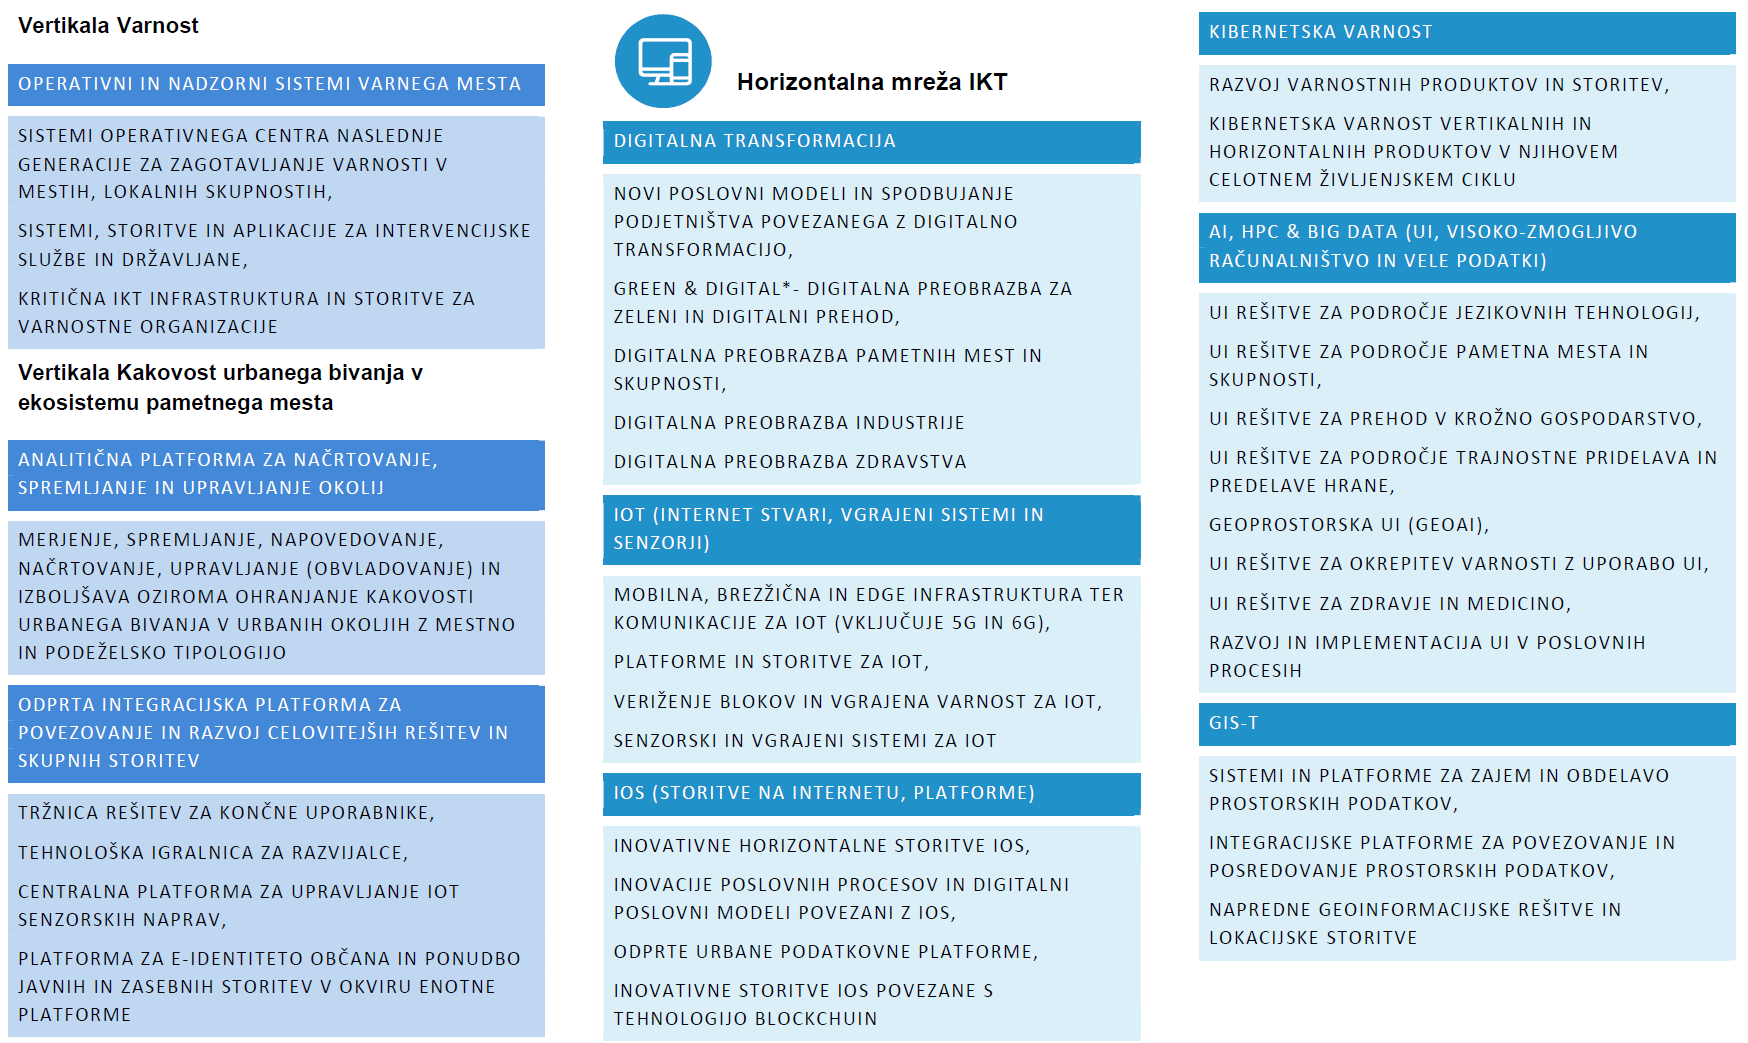 Vertikala Varnost
OPERATIVNI IN NADZORNI SISTEMI VARNEGA MESTA
SISTEMI OPERATIVNEGA CENTRA NASLEDNJE
GENERACIJE ZA ZAGOTAVLJANJE VARNOSTI V
MESTIH, LOKALNIH SKUPNOSTIH,
SISTEMI, STORITVE IN APLIKACIJE ZA INTERVENCIJSKE
SLUŽBE IN DRŽAVLJANE,
KRITIČNA IKT INFRASTRUKTURA IN STORITVE ZA
VARNOSTNE ORGANIZACIJE
Vertikala Kakovost urbanega bivanja v
ekosistemu pametnega mesta
ANALITIČNA PLATFORMA ZA NAČRTOVANJE,
SPREMLJANJE IN UPRAVLJANJE OKOLIJ
MERJENJE, SPREMLJANJE, NAPOVEDOVANJE,
NAČRTOVANJE, UPRAVLJANJE (OBVLADOVANJE) IN
IZBOLJŠAVA OZIROMA OHRANJANJE KAKOVOSTI
URBANEGA BIVANJA V URBANIH OKOLJIH Z MESTNO
IN PODEŽELSKO TIPOLOGIJO
ODPRTA INTEGRACIJSKA PLATFORMA ZA
POVEZOVANJE IN RAZVOJ CELOVITEJŠIH REŠITEV IN
SKUPNIH STORITEV
TRŽNICA REŠITEV ZA KONČNE UPORABNIKE,
TEHNOLOŠKA IGRALNICA ZA RAZVIJALCE,
CENTRALNA PLATFORMA ZA UPRAVLJANJE IOT
SENZORSKIH NAPRAV,
PLATFORMA ZA E-IDENTITETO OBČANA IN PONUDBO
JAVNIH IN ZASEBNIH STORITEV V OKVIRU ENOTNE
PLATFORME
Horizontalna mreža IKT
DIGITALNA TRANSFORMACIJA
NOVI POSLOVNI MODELI IN SPODBUJANJE
PODJETNIŠTVA POVEZANEGA Z DIGITALNO
TRANSFORMACIJO,
GREEN & DIGITAL*- DIGITALNA PREOBRAZBA ZA
ZELENI IN DIGITALNI PREHOD,
DIGITALNA PREOBRAZBA PAMETNIH MEST IN
SKUPNOSTI,
DIGITALNA PREOBRAZBA INDUSTRIJE
DIGITALNA PREOBRAZBA ZDRAVSTVA
IOT (INTERNET STVARI, VGRAJENI SISTEMI IN
SENZORJI)
MOBILNA, BREZŽIČNA IN EDGE INFRASTRUKTURA TER
KOMUNIKACIJE ZA IOT (VKLJUČUJE 5G IN 6G),
PLATFORME IN STORITVE ZA IOT,
VERIŽENJE BLOKOV IN VGRAJENA VARNOST ZA IOT,
SENZORSKI IN VGRAJENI SISTEMI ZA IOT
IOS (STORITVE NA INTERNETU, PLATFORME)
INOVATIVNE HORIZONTALNE STORITVE IOS,
INOVACIJE POSLOVNIH PROCESOV IN DIGITALNI
POSLOVNI MODELI POVEZANI Z IOS,
ODPRTE URBANE PODATKOVNE PLATFORME,
INOVATIVNE STORITVE IOS POVEZANE S
TEHNOLOGIJO BLOCKCHUIN
KIBERNETSKA VARNOST
RAZVOJ VARNOSTNIH PRODUKTOV IN STORITEV,
KIBERNETSKA VARNOST VERTIKALNIH IN
HORIZONTALNIH PRODUKTOV V NJIHOVEM
CELOTNEM ŽIVLJENJSKEM CIKLU
AI, HPC & BIG DATA (UI, VISOKO-ZMOGLJIVO
RAČUNALNIŠTVO IN VELE PODATKI)
UI REŠITVE ZA PODROČJE JEZIKOVNIH TEHNOLOGIJ,
UI REŠITVE ZA PODROČJE PAMETNA MESTA IN
SKUPNOSTI,
UI REŠITVE ZA PREHOD V KROŽNO GOSPODARSTVO,
UI REŠITVE ZA PODROČJE TRAJNOSTNE PRIDELAVA IN
PREDELAVE HRANE,
GEOPROSTORSKA UI (GEOAI),
UI REŠITVE ZA OKREPITEV VARNOSTI Z UPORABO UI,
UI REŠITVE ZA ZDRAVJE IN MEDICINO,
RAZVOJ IN IMPLEMENTACIJA UI V POSLOVNIH
PROCESIH
GIS-T
SISTEMI IN PLATFORME ZA ZAJEM IN OBDELAVO
PROSTORSKIH PODATKOV,
INTEGRACIJSKE PLATFORME ZA POVEZOVANJE IN
POSREDOVANJE PROSTORSKIH PODATKOV,
NAPREDNE GEOINFORMACIJSKE REŠITVE IN
LOKACIJSKE STORITVE